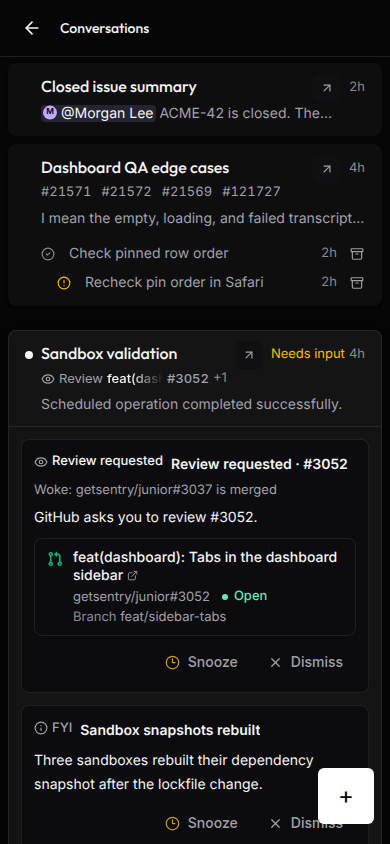 Conversations
Closed issue summary 2h
M @Morgan Lee ACME-42 is closed. The...
Dashboard QA edge cases 4h
#21571 #21572 #21569 #121727
I mean the empty, loading, and failed transcript...
Check pinned row order 2h
Recheck pin order in Safari 2h
Sandbox validation Needs input 4h
Review feat(das #3052 +1
Scheduled operation completed successfully.
Review requested Review requested · #3052
Woke: getsentry/junior#3037 is merged
GitHub asks you to review #3052.
feat(dashboard): Tabs in the dashboard
sidebar
getsentry/junior#3052 Open
Branch feat/sidebar-tabs
Snooze Dismiss
FYI Sandbox snapshots rebuilt
Three sandboxes rebuilt their dependency
snapshot after the lockfile change.
+
Snooze Dismiss